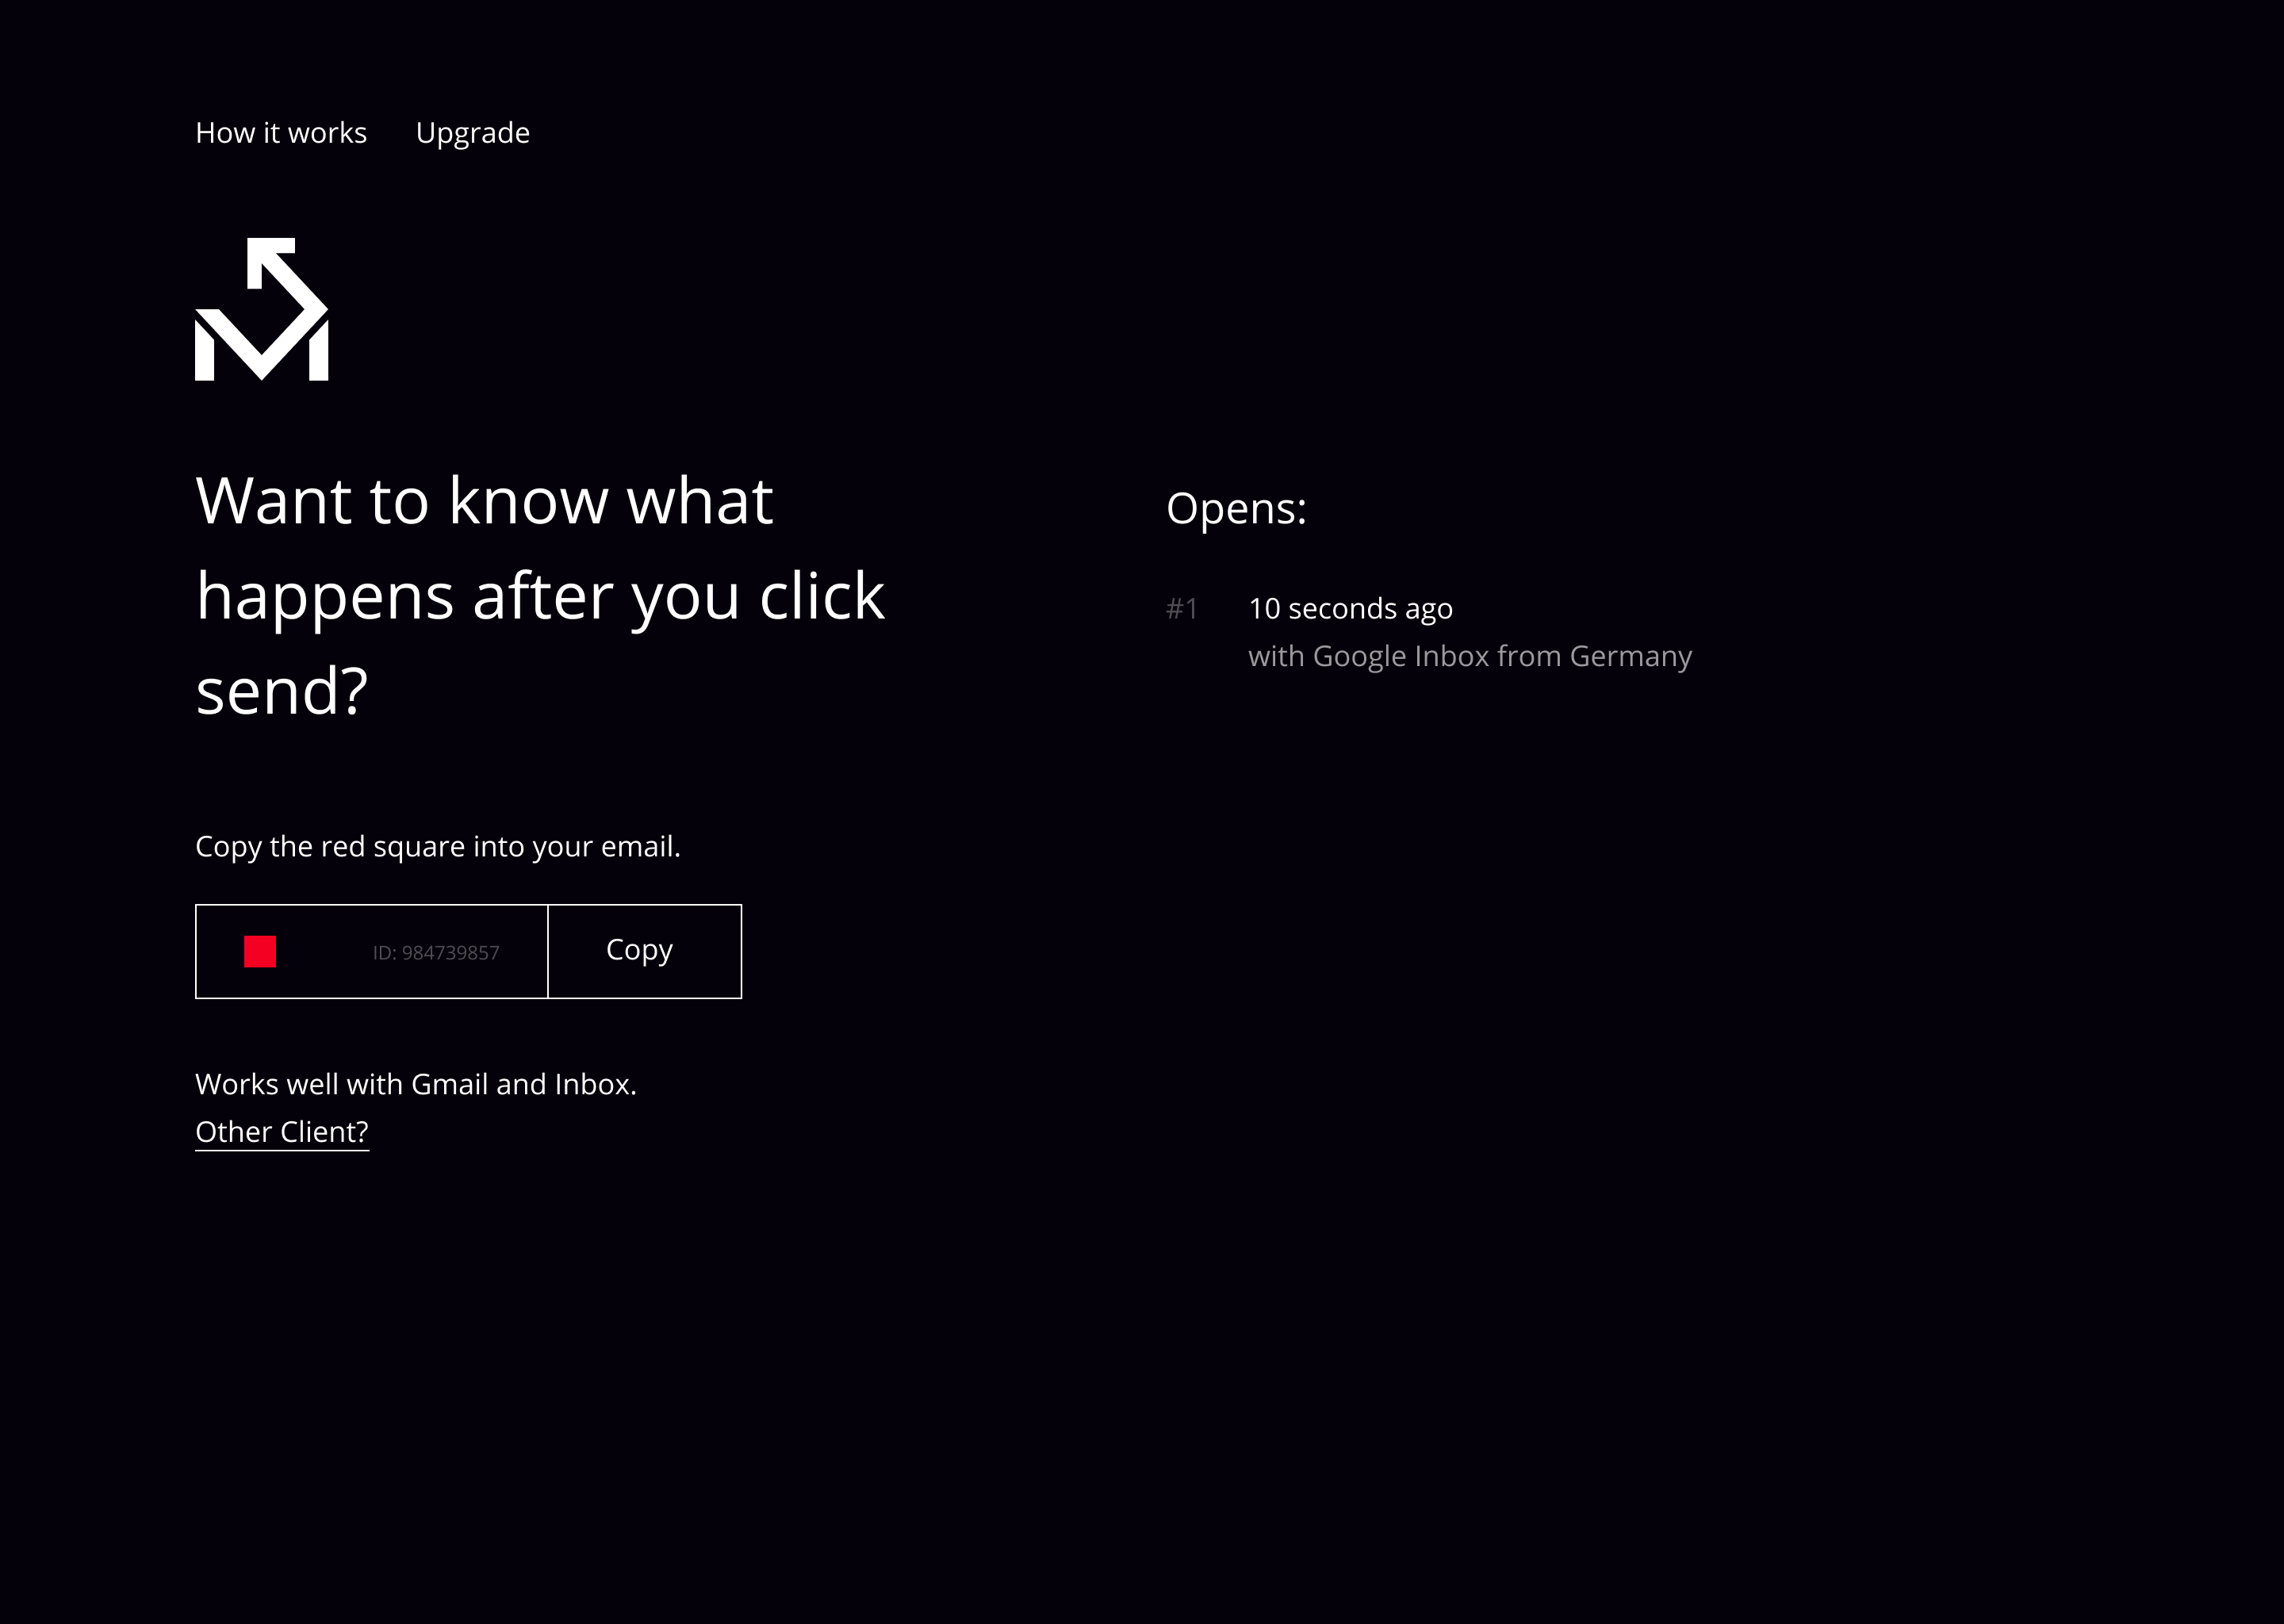 How it works Upgrade
Want to know what
happens after you click
send?
Copy the red square into your email.
ID: 984739857 Copy
Works well with Gmail and Inbox.
Other Client?
Opens:
#1 10 seconds ago
with Google Inbox from Germany